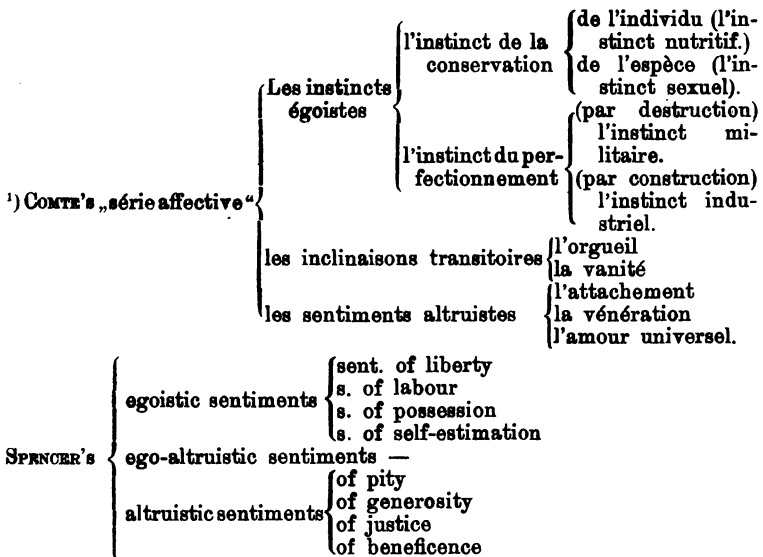 ¹) COMTE's „série affective“
Les instincts
égoistes
l'instinct de la
conservation
de l'individu (l'in-
stinct nutritif.)
de l'espèce (l'in-
stinct sexuel).
l'instinct du per-
fectionnement
(par destruction)
l'instinct mi-
litaire.
(par construction)
l'instinct indu-
striel.
les inclinaisons transitoires
l'orgueil
la vanité
les sentiments altruistes
l'attachement
la vénération
l'amour universel.
SPENCER's
egoistic sentiments
sent. of liberty
s. of labour
s. of possession
s. of self-estimation
ego-altruistic sentiments —
altruistic sentiments
of pity
of generosity
of justice
of beneficence